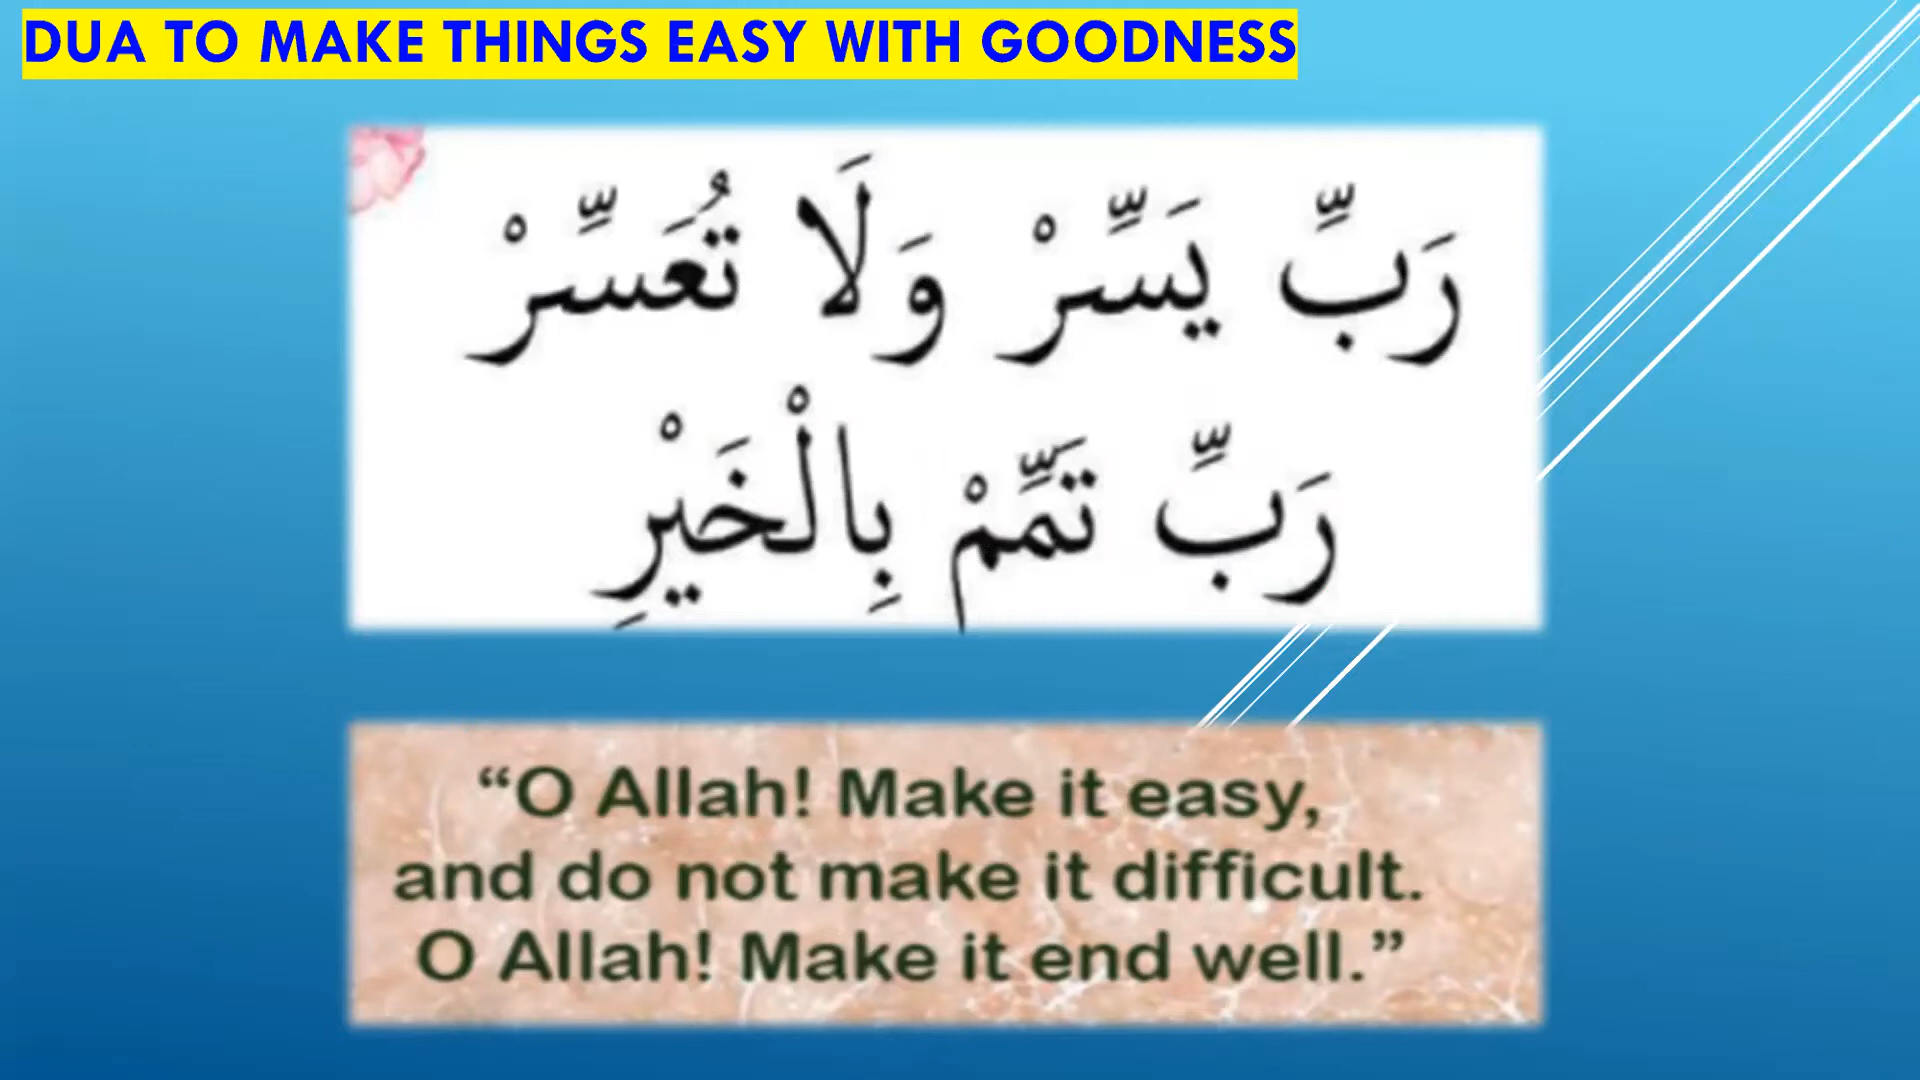 DUA TO MAKE THINGS EASY WITH GOODNESS
رَبِّ يَسِّرْ وَلَا تُعَسِّرْ
رَبِّ تَمِّمْ بِالْخَيْرِ
“O Allah! Make it easy,
and do not make it difficult.
O Allah! Make it end well.”